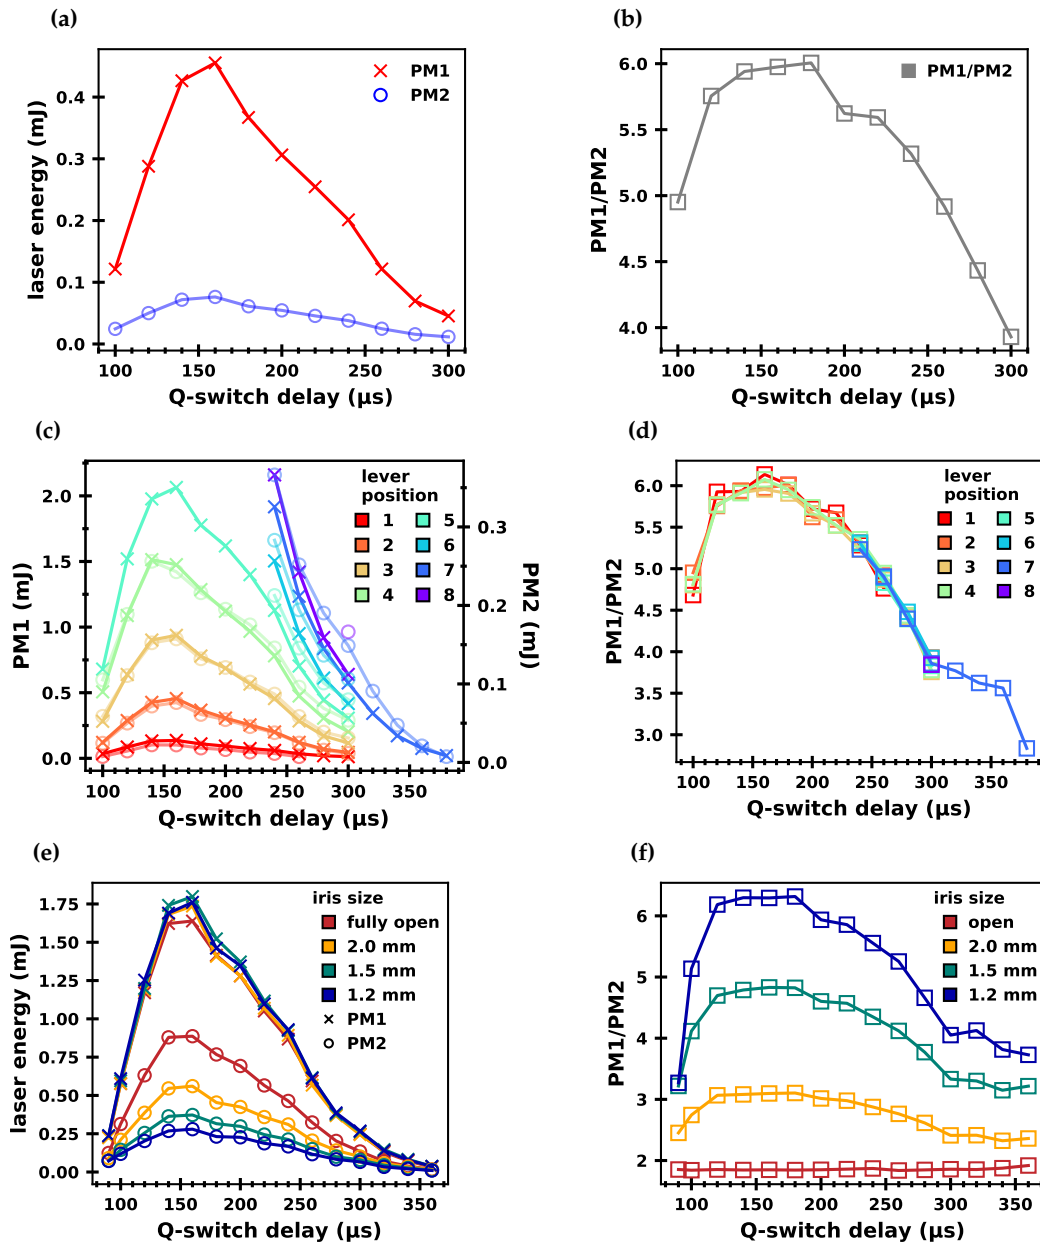 (a)
(b)
laser energy (mJ)
0.4
0.3
0.2
0.1
0.0
PM1
PM2
100 150 200 250 300
Q-switch delay (µs)
PM1/PM2
6.0
5.5
5.0
4.5
4.0
PM1/PM2
100 150 200 250 300
Q-switch delay (µs)
(c)
(d)
PM1 (mJ)
2.0
1.5
1.0
0.5
0.0
lever
position
1 5
2 6
3 7
4 8
0.3
0.2
0.1
0.0
PM2 (mJ)
100 150 200 250 300 350
Q-switch delay (µs)
PM1/PM2
6.0
5.5
5.0
4.5
4.0
3.5
3.0
lever
position
1 5
2 6
3 7
4 8
100 150 200 250 300 350
Q-switch delay (µs)
(e)
(f)
laser energy (mJ)
1.75
1.50
1.25
1.00
0.75
0.50
0.25
0.00
iris size
fully open
2.0 mm
1.5 mm
1.2 mm
PM1
PM2
100 150 200 250 300 350
Q-switch delay (µs)
PM1/PM2
6
5
4
3
2
iris size
open
2.0 mm
1.5 mm
1.2 mm
100 150 200 250 300 350
Q-switch delay (µs)